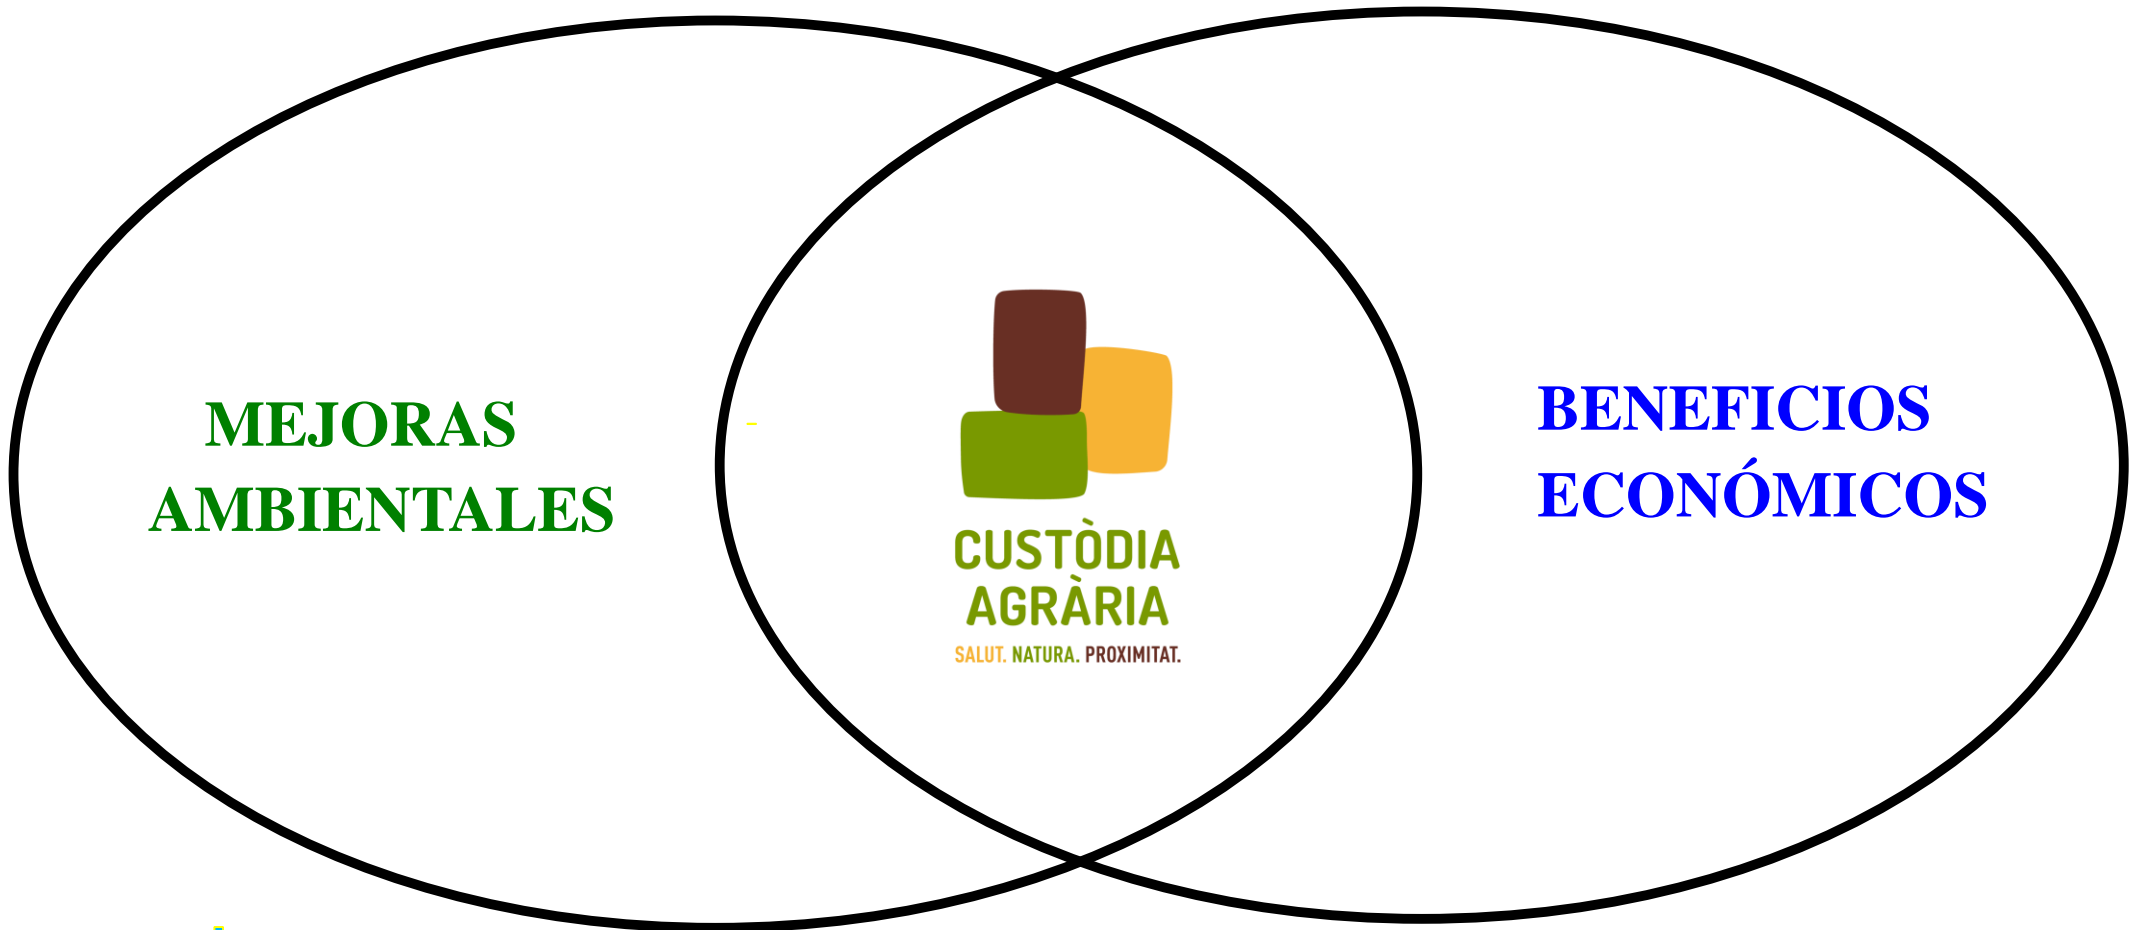 MEJORAS
AMBIENTALES
CUSTÒDIA
AGRÀRIA
SALUT. NATURA. PROXIMITAT.
BENEFICIOS
ECONÓMICOS